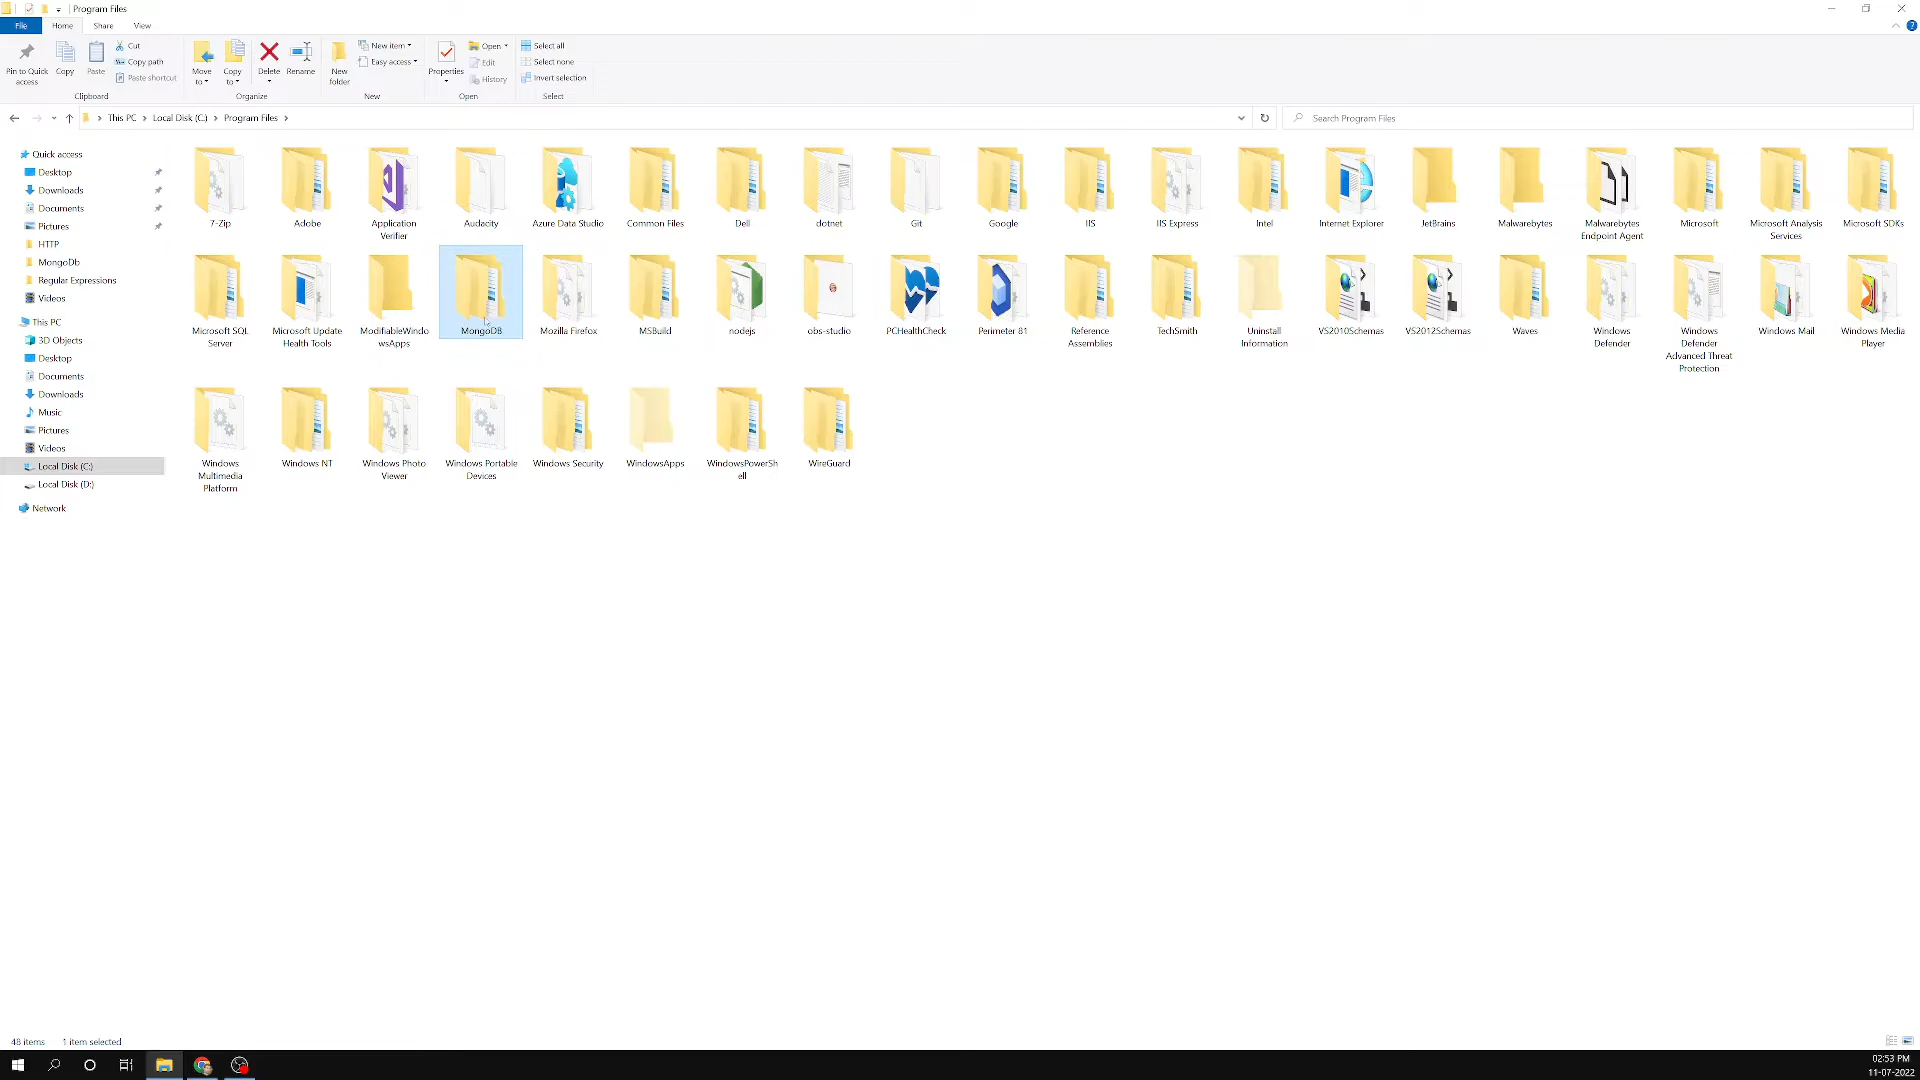 Program Files
File Home Share View
Pin to Quick access
Copy
Paste
Cut
Copy path
Paste shortcut
Clipboard
Move to
Copy to
Delete
Rename
Organize
New folder
New item
Easy access
New
Properties
Open
Edit
History
Open
Select all
Select none
Invert selection
Select
This PC > Local Disk (C:) > Program Files >
Search Program Files
Quick access
Desktop
Downloads
Documents
Pictures
HTTP
MongoDb
Regular Expressions
Videos
This PC
3D Objects
Desktop
Documents
Downloads
Music
Pictures
Videos
Local Disk (C:)
Local Disk (D:)
Network
7-Zip
Adobe
Application
Verifier
Audacity
Azure Data Studio
Common Files
Dell
dotnet
Git
Google
IIS
IIS Express
Intel
Internet Explorer
JetBrains
Malwarebytes
Malwarebytes
Endpoint Agent
Microsoft
Microsoft Analysis
Services
Microsoft SDKs
Microsoft SQL
Server
Microsoft Update
Health Tools
ModifiableWindo
wsApps
MongoDB
Mozilla Firefox
MSBuild
nodejs
obs-studio
PCHealthCheck
Perimeter 81
Reference
Assemblies
TechSmith
Uninstall
Information
VS2010Schemas
VS2012Schemas
Waves
Windows
Defender
Windows
Defender
Advanced Threat
Protection
Windows Mail
Windows Media
Player
Windows
Multimedia
Platform
Windows NT
Windows Photo
Viewer
Windows Portable
Devices
Windows Security
WindowsApps
WindowsPowerSh
ell
WireGuard
48 items 1 item selected
02:53 PM
11-07-2022